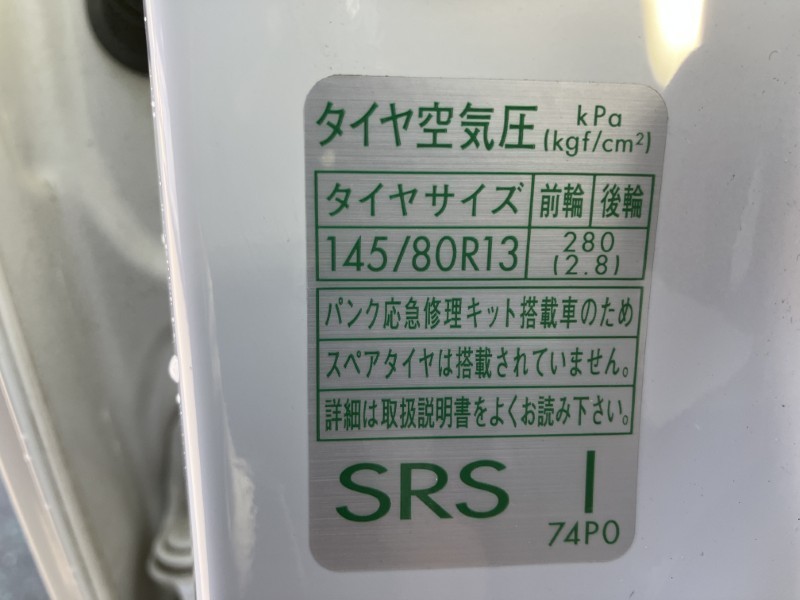 タイヤ空気圧 kPa (kgf/cm²)
タイヤサイズ 前輪 後輪
145/80R13 280 (2.8)
パンク応急修理キット搭載車のため
スペアタイヤは搭載されていません。
詳細は取扱説明書をよくお読み下さい。
SRS I
74P0